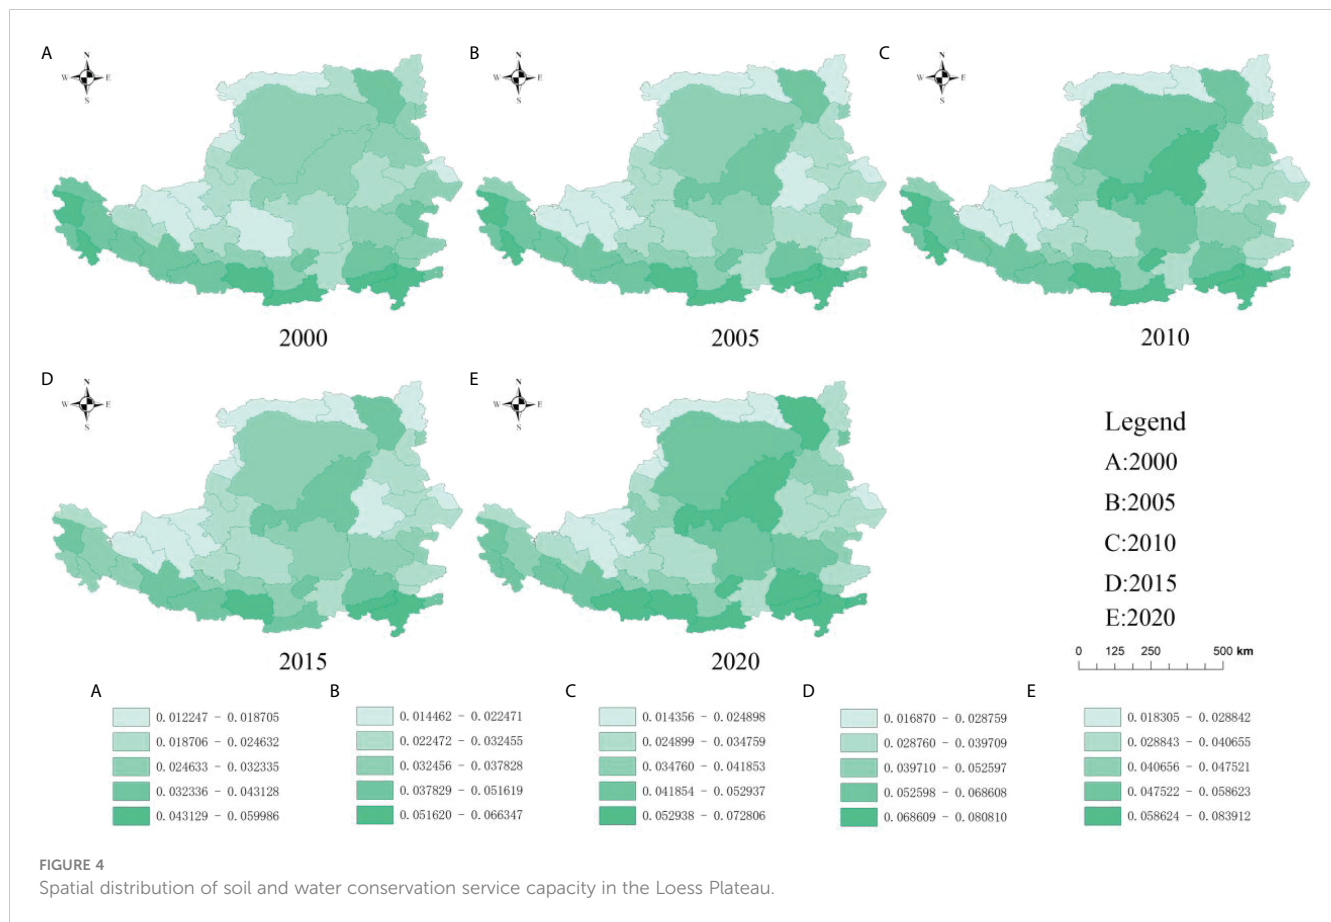 A
B
C
N
W E
S
N
W E
S
N
W E
S
2000
2005
2010
D
E
N
W E
S
N
W E
S
Legend
A:2000
B:2005
C:2010
D:2015
E:2020
0 125 250 500 km
2015
2020
A
0.012247 - 0.018705
0.018706 - 0.024632
0.024633 - 0.032335
0.032336 - 0.043128
0.043129 - 0.059986
B
0.014462 - 0.022471
0.022472 - 0.032455
0.032456 - 0.037828
0.037829 - 0.051619
0.051620 - 0.066347
C
0.014356 - 0.024898
0.024899 - 0.034759
0.034760 - 0.041853
0.041854 - 0.052937
0.052938 - 0.072806
D
0.016870 - 0.028759
0.028760 - 0.039709
0.039710 - 0.052597
0.052598 - 0.068608
0.068609 - 0.080810
E
0.018305 - 0.028842
0.028843 - 0.040655
0.040656 - 0.047521
0.047522 - 0.058623
0.058624 - 0.083912
FIGURE 4
Spatial distribution of soil and water conservation service capacity in the Loess Plateau.